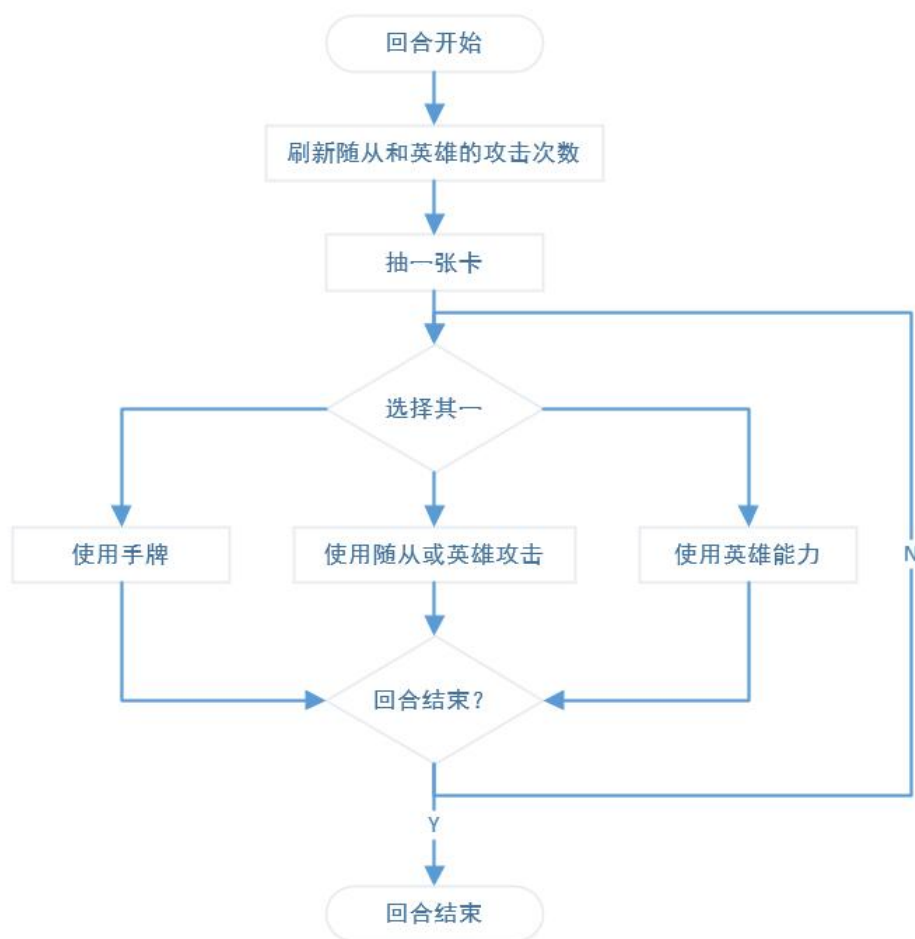 回合开始
刷新随从和英雄的攻击次数
抽一张卡
选择其一
使用手牌
使用随从或英雄攻击
使用英雄能力
N
回合结束？
Y
回合结束